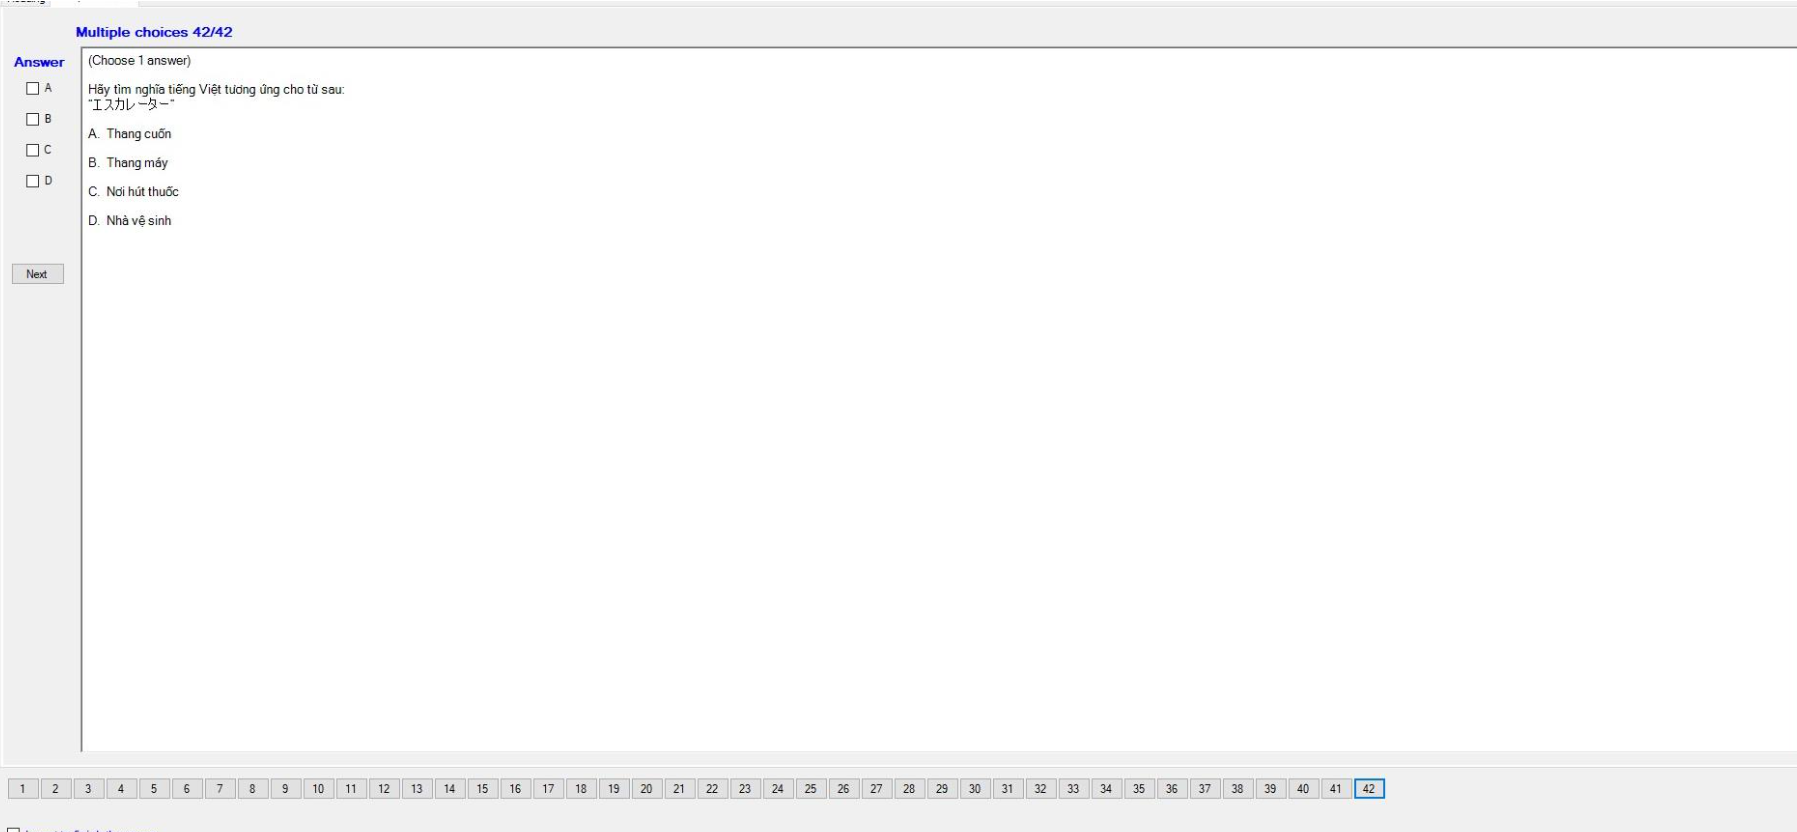 Multiple choices 42/42
Answer
(Choose 1 answer)
A
Hãy tìm nghĩa tiếng Việt tương ứng cho từ sau:
"エスカレーター"
B
A. Thang cuốn
C
B. Thang máy
D
C. Nơi hút thuốc
D. Nhà vệ sinh
Next
1 2 3 4 5 6 7 8 9 10 11 12 13 14 15 16 17 18 19 20 21 22 23 24 25 26 27 28 29 30 31 32 33 34 35 36 37 38 39 40 41 42